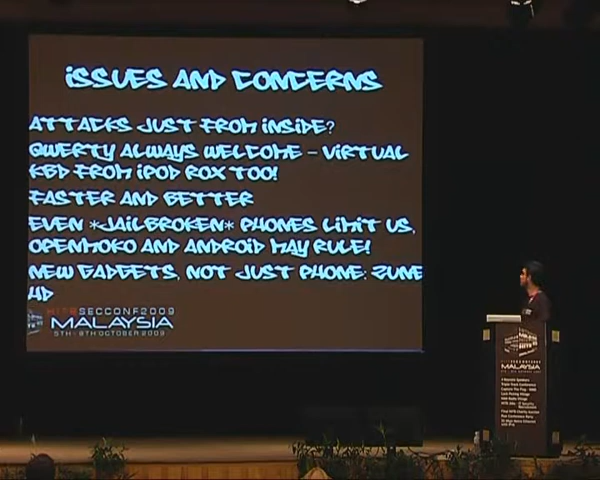 ISSUES AND CONCERNS
ATTACKS JUST FROM INSIDE?
QWERTY ALWAYS WELCOME - VIRTUAL
KBD FROM IPOD ROX TOO!
FASTER AND BETTER
EVEN *JAILBROKEN* PHONES LIMIT US,
OPENMOKO AND ANDROID MAY RULE!
NEW GADGETS, NOT JUST PHONE: ZUNE
HD
HITBSECCONF2009
MALAYSIA
5TH - 8TH OCTOBER 2009
MALAYSIA